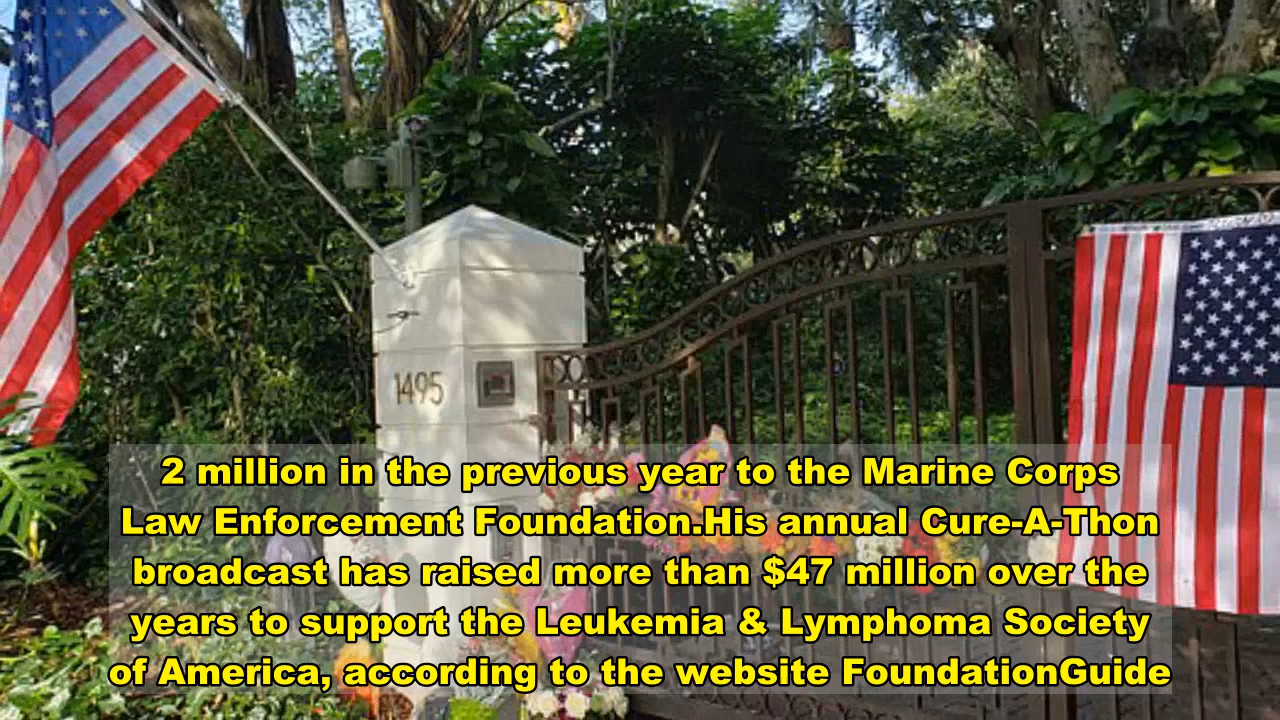 1495
2 million in the previous year to the Marine Corps
Law Enforcement Foundation.His annual Cure-A-Thon
broadcast has raised more than $47 million over the
years to support the Leukemia & Lymphoma Society
of America, according to the website FoundationGuide